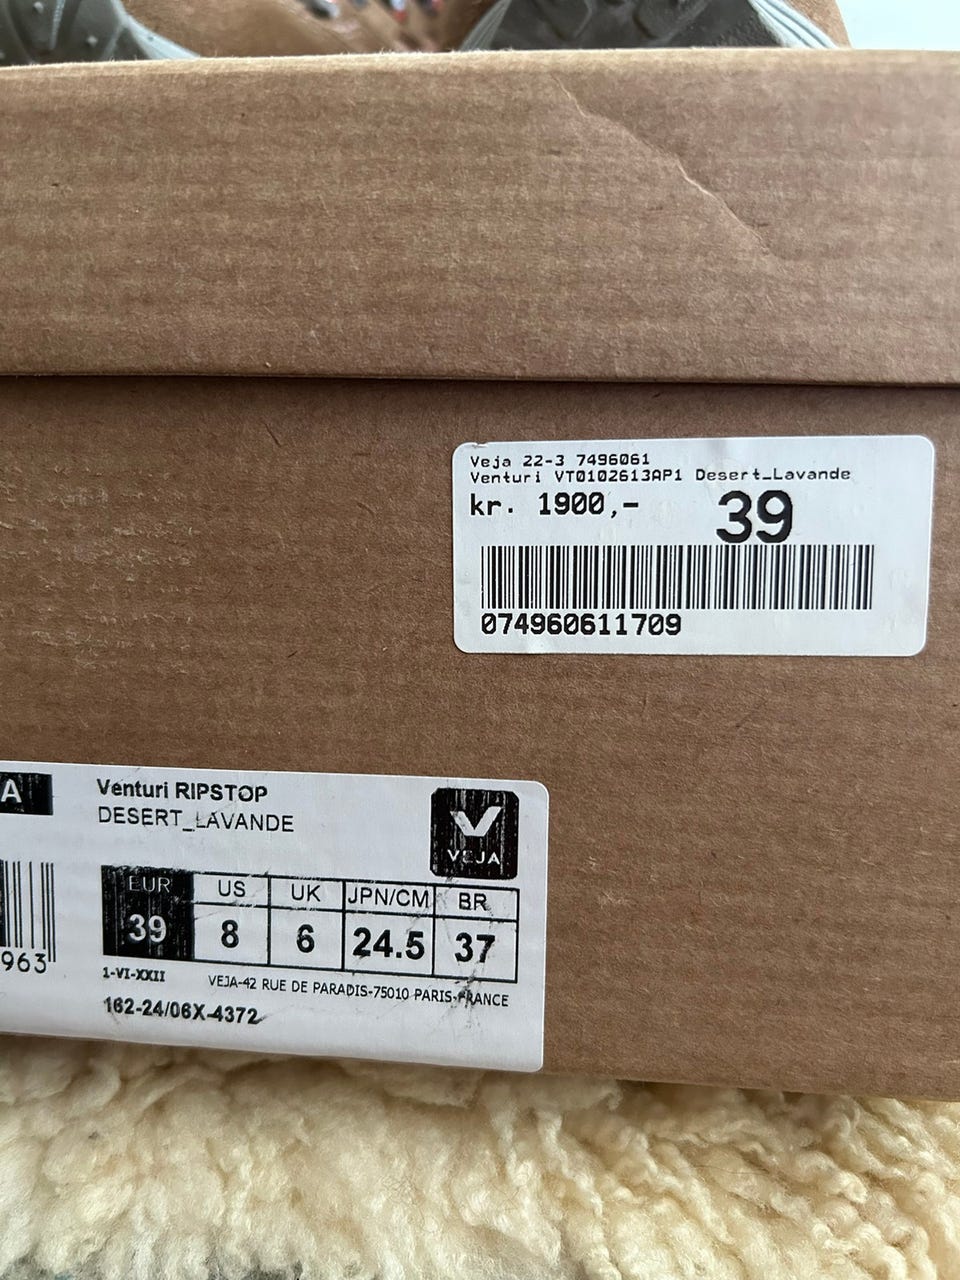 Veja 22-3 7496061
Venturi VT0102613AP1 Desert_Lavande
kr. 1900,- 39
074960611709
A
Venturi RIPSTOP
DESERT_LAVANDE
VEJA
EUR US UK JPN/CM BR
39 8 6 24.5 37
963
1-VI-XXII VEJA-42 RUE DE PARADIS-75010 PARIS-FRANCE
162-24/06X-4372